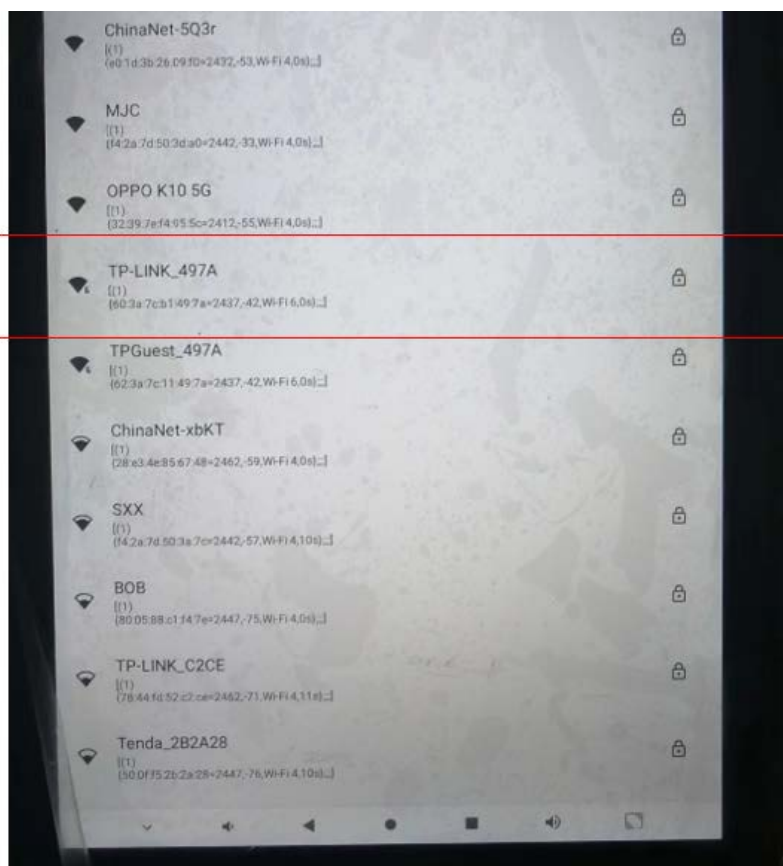 ChinaNet-5Q3r
[(1)
(e0:1d:3b:26:09:f0=2432,-53,Wi-Fi 4,0s);;;]
MJC
[(1)
{f4:2a:7d:50:3d:a0=2442,-33,Wi-Fi 4,0s};;;]
OPPO K10 5G
[(1)
(32:39:7e:f4:95:5c=2412,-55,Wi-Fi 4,0s);;;]
TP-LINK_497A
[(1)
{60:3a:7c:b1:49:7a=2437,-42,Wi-Fi 6,0s};;;]
TPGuest_497A
[(1)
{62:3a:7c:11:49:7a=2437,-42,Wi-Fi 6,0s};;;]
ChinaNet-xbKT
[(1)
{28:e3:4e:85:67:48=2462,-59,Wi-Fi 4,0s};;;]
SXX
[(1)
{f4:2a:7d:50:3a:7c=2442,-57,Wi-Fi 4,10s};;;]
BOB
[(1)
{80:05:88:c1:f4:7e=2447,-75,Wi-Fi 4,0s};;;]
TP-LINK_C2CE
[(1)
{76:44:fd:52:c2:ce=2462,-71,Wi-Fi 4,11s};;;]
Tenda_2B2A28
[(1)
{50:0f:f5:2b:2a:28=2447,-76,Wi-Fi 4,10s};;;]